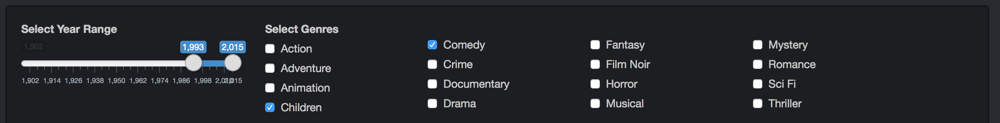 Select Year Range
1,902
1,993
2,015
1,902 1,914 1,926 1,938 1,950 1,962 1,974 1,986 1,998 2,010 2,015
Select Genres
Action
Adventure
Animation
Children
Comedy
Crime
Documentary
Drama
Fantasy
Film Noir
Horror
Musical
Mystery
Romance
Sci Fi
Thriller